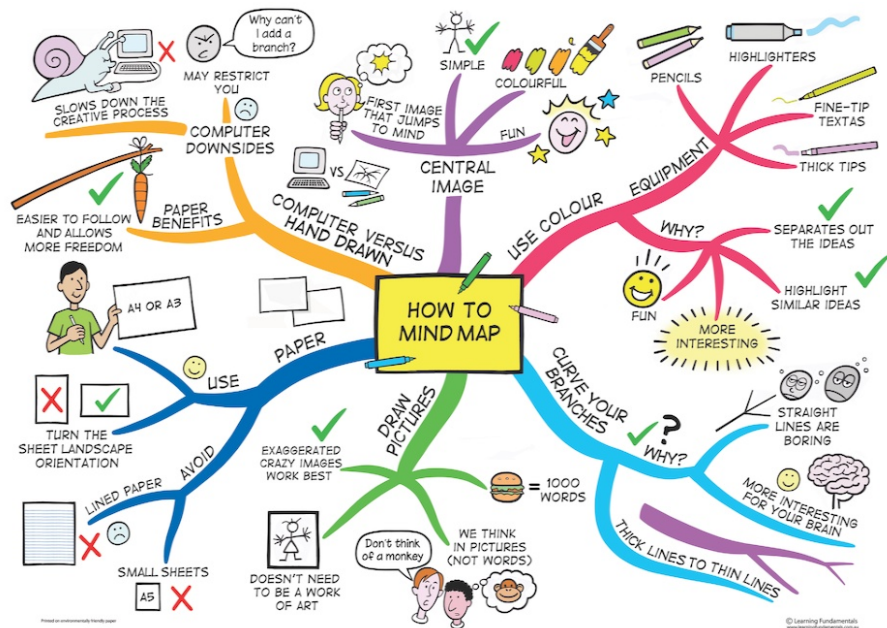 HOW TO
MIND MAP
CENTRAL
IMAGE
FIRST IMAGE
THAT JUMPS
TO MIND
SIMPLE
COLOURFUL
FUN
USE COLOUR
EQUIPMENT
PENCILS
HIGHLIGHTERS
FINE-TIP
TEXTAS
THICK TIPS
WHY?
SEPARATES OUT
THE IDEAS
HIGHLIGHT
SIMILAR IDEAS
MORE
INTERESTING
FUN
CURVE YOUR
BRANCHES
?
WHY?
STRAIGHT
LINES ARE
BORING
MORE INTERESTING
FOR YOUR BRAIN
THICK LINES TO THIN LINES
DRAW
PICTURES
= 1000
WORDS
WE THINK
IN PICTURES
(NOT WORDS)
Don't think
of a monkey
DOESN'T NEED
TO BE A WORK
OF ART
EXAGGERATED
CRAZY IMAGES
WORK BEST
PAPER
USE
A4 OR A3
TURN THE
SHEET LANDSCAPE
ORIENTATION
AVOID
LINED PAPER
SMALL SHEETS
A5
COMPUTER VERSUS
HAND DRAWN
VS
PAPER
BENEFITS
EASIER TO FOLLOW
AND ALLOWS
MORE FREEDOM
COMPUTER
DOWNSIDES
SLOWS DOWN THE
CREATIVE PROCESS
MAY RESTRICT
YOU
Why can't
I add a
branch?
Printed on environmentally friendly paper
© Learning Fundamentals
www.learningfundamentals.com.au